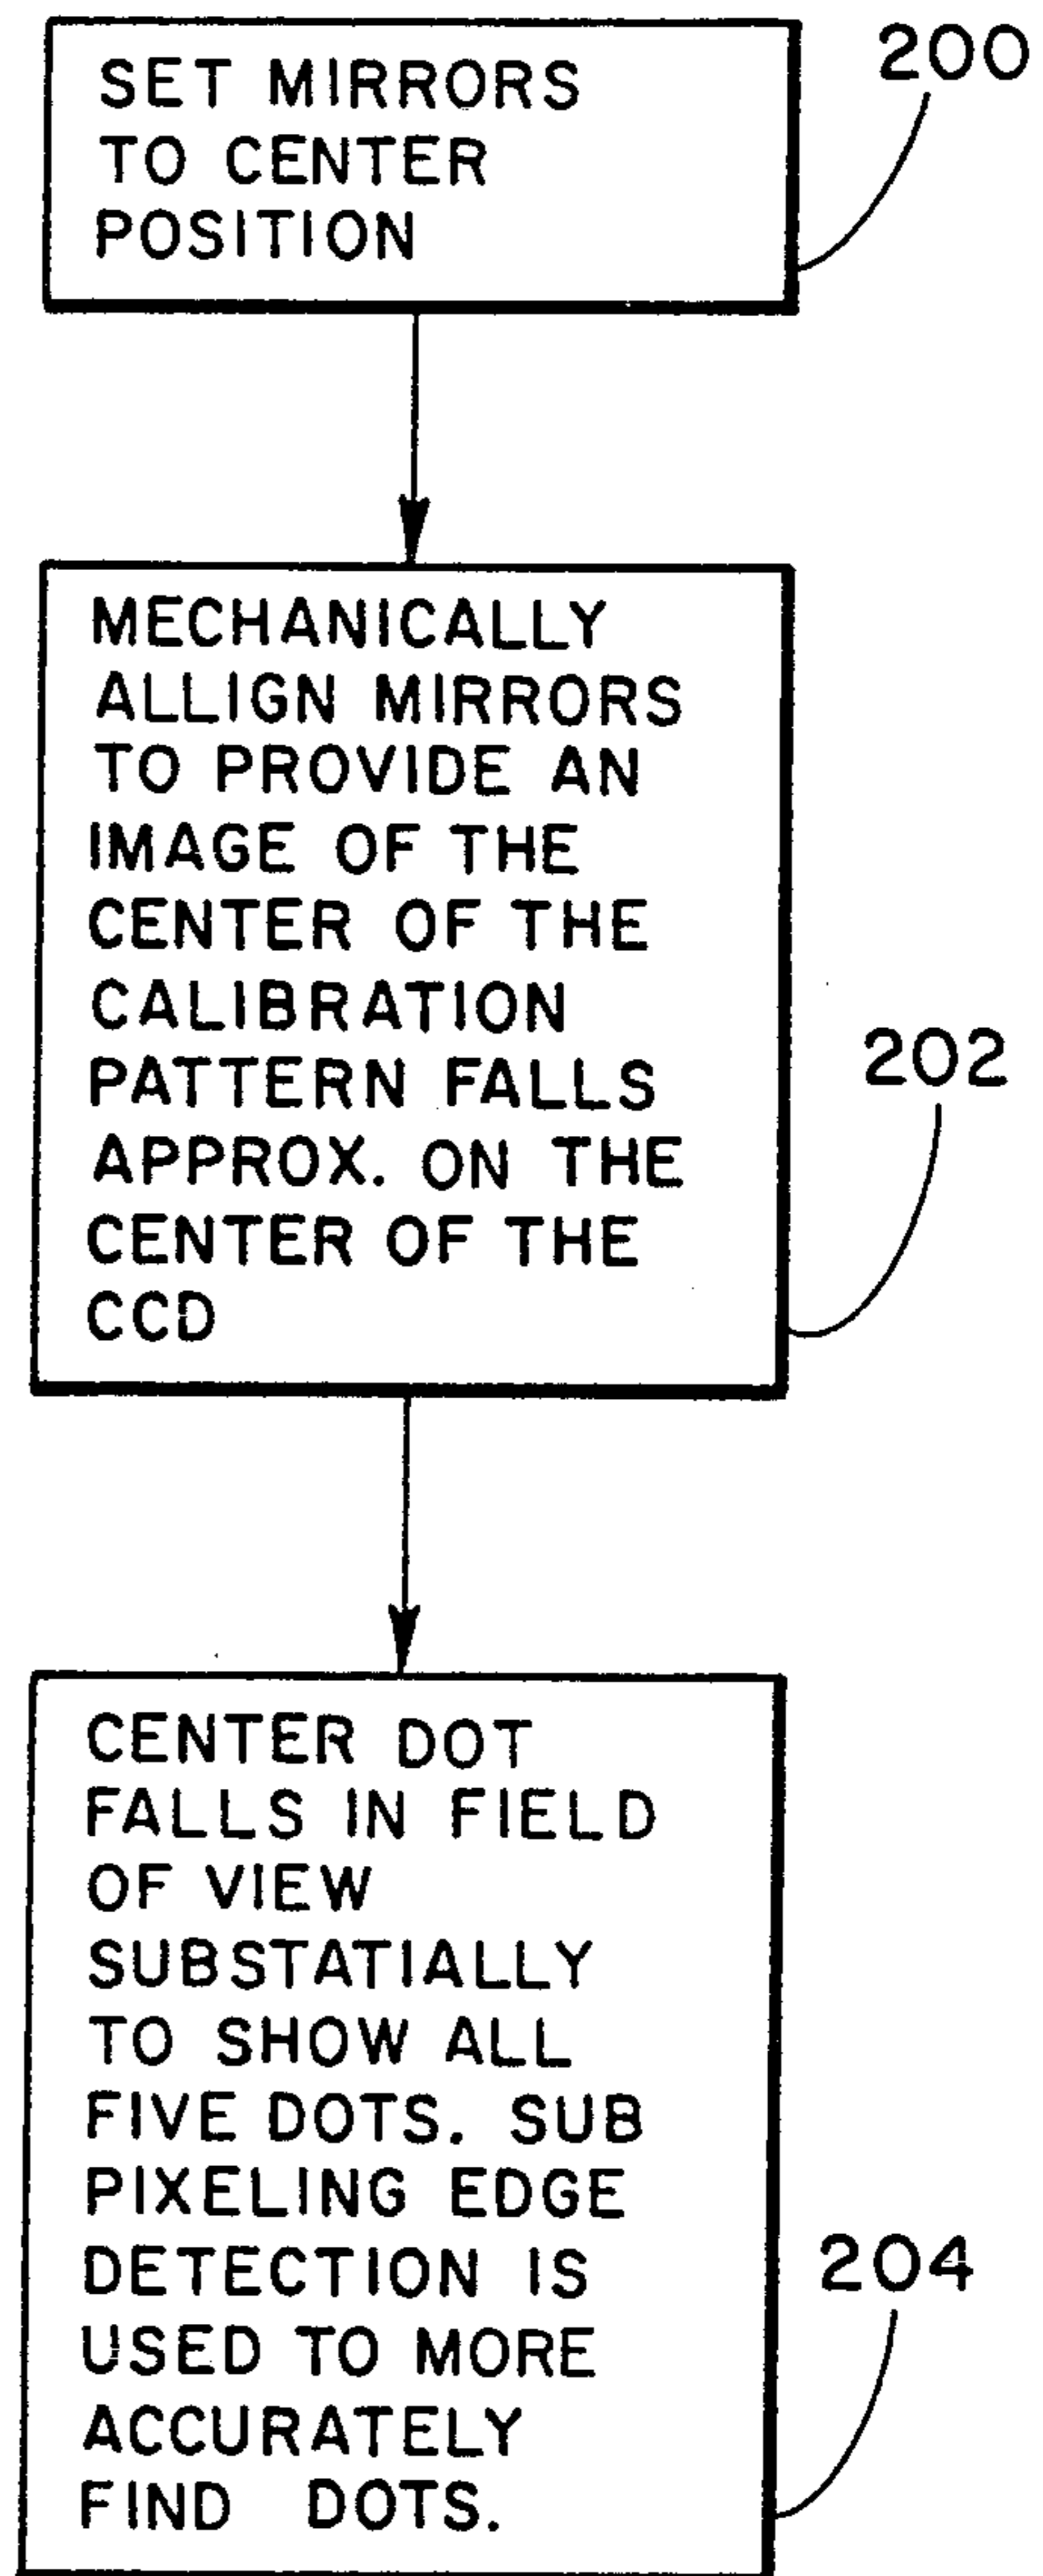 SET MIRRORS
TO CENTER
POSITION
200
MECHANICALLY
ALLIGN MIRRORS
TO PROVIDE AN
IMAGE OF THE
CENTER OF THE
CALIBRATION
PATTERN FALLS
APPROX. ON THE
CENTER OF THE
CCD
202
CENTER DOT
FALLS IN FIELD
OF VIEW
SUBSTATIALLY
TO SHOW ALL
FIVE DOTS. SUB
PIXELING EDGE
DETECTION IS
USED TO MORE
ACCURATELY
FIND DOTS.
204